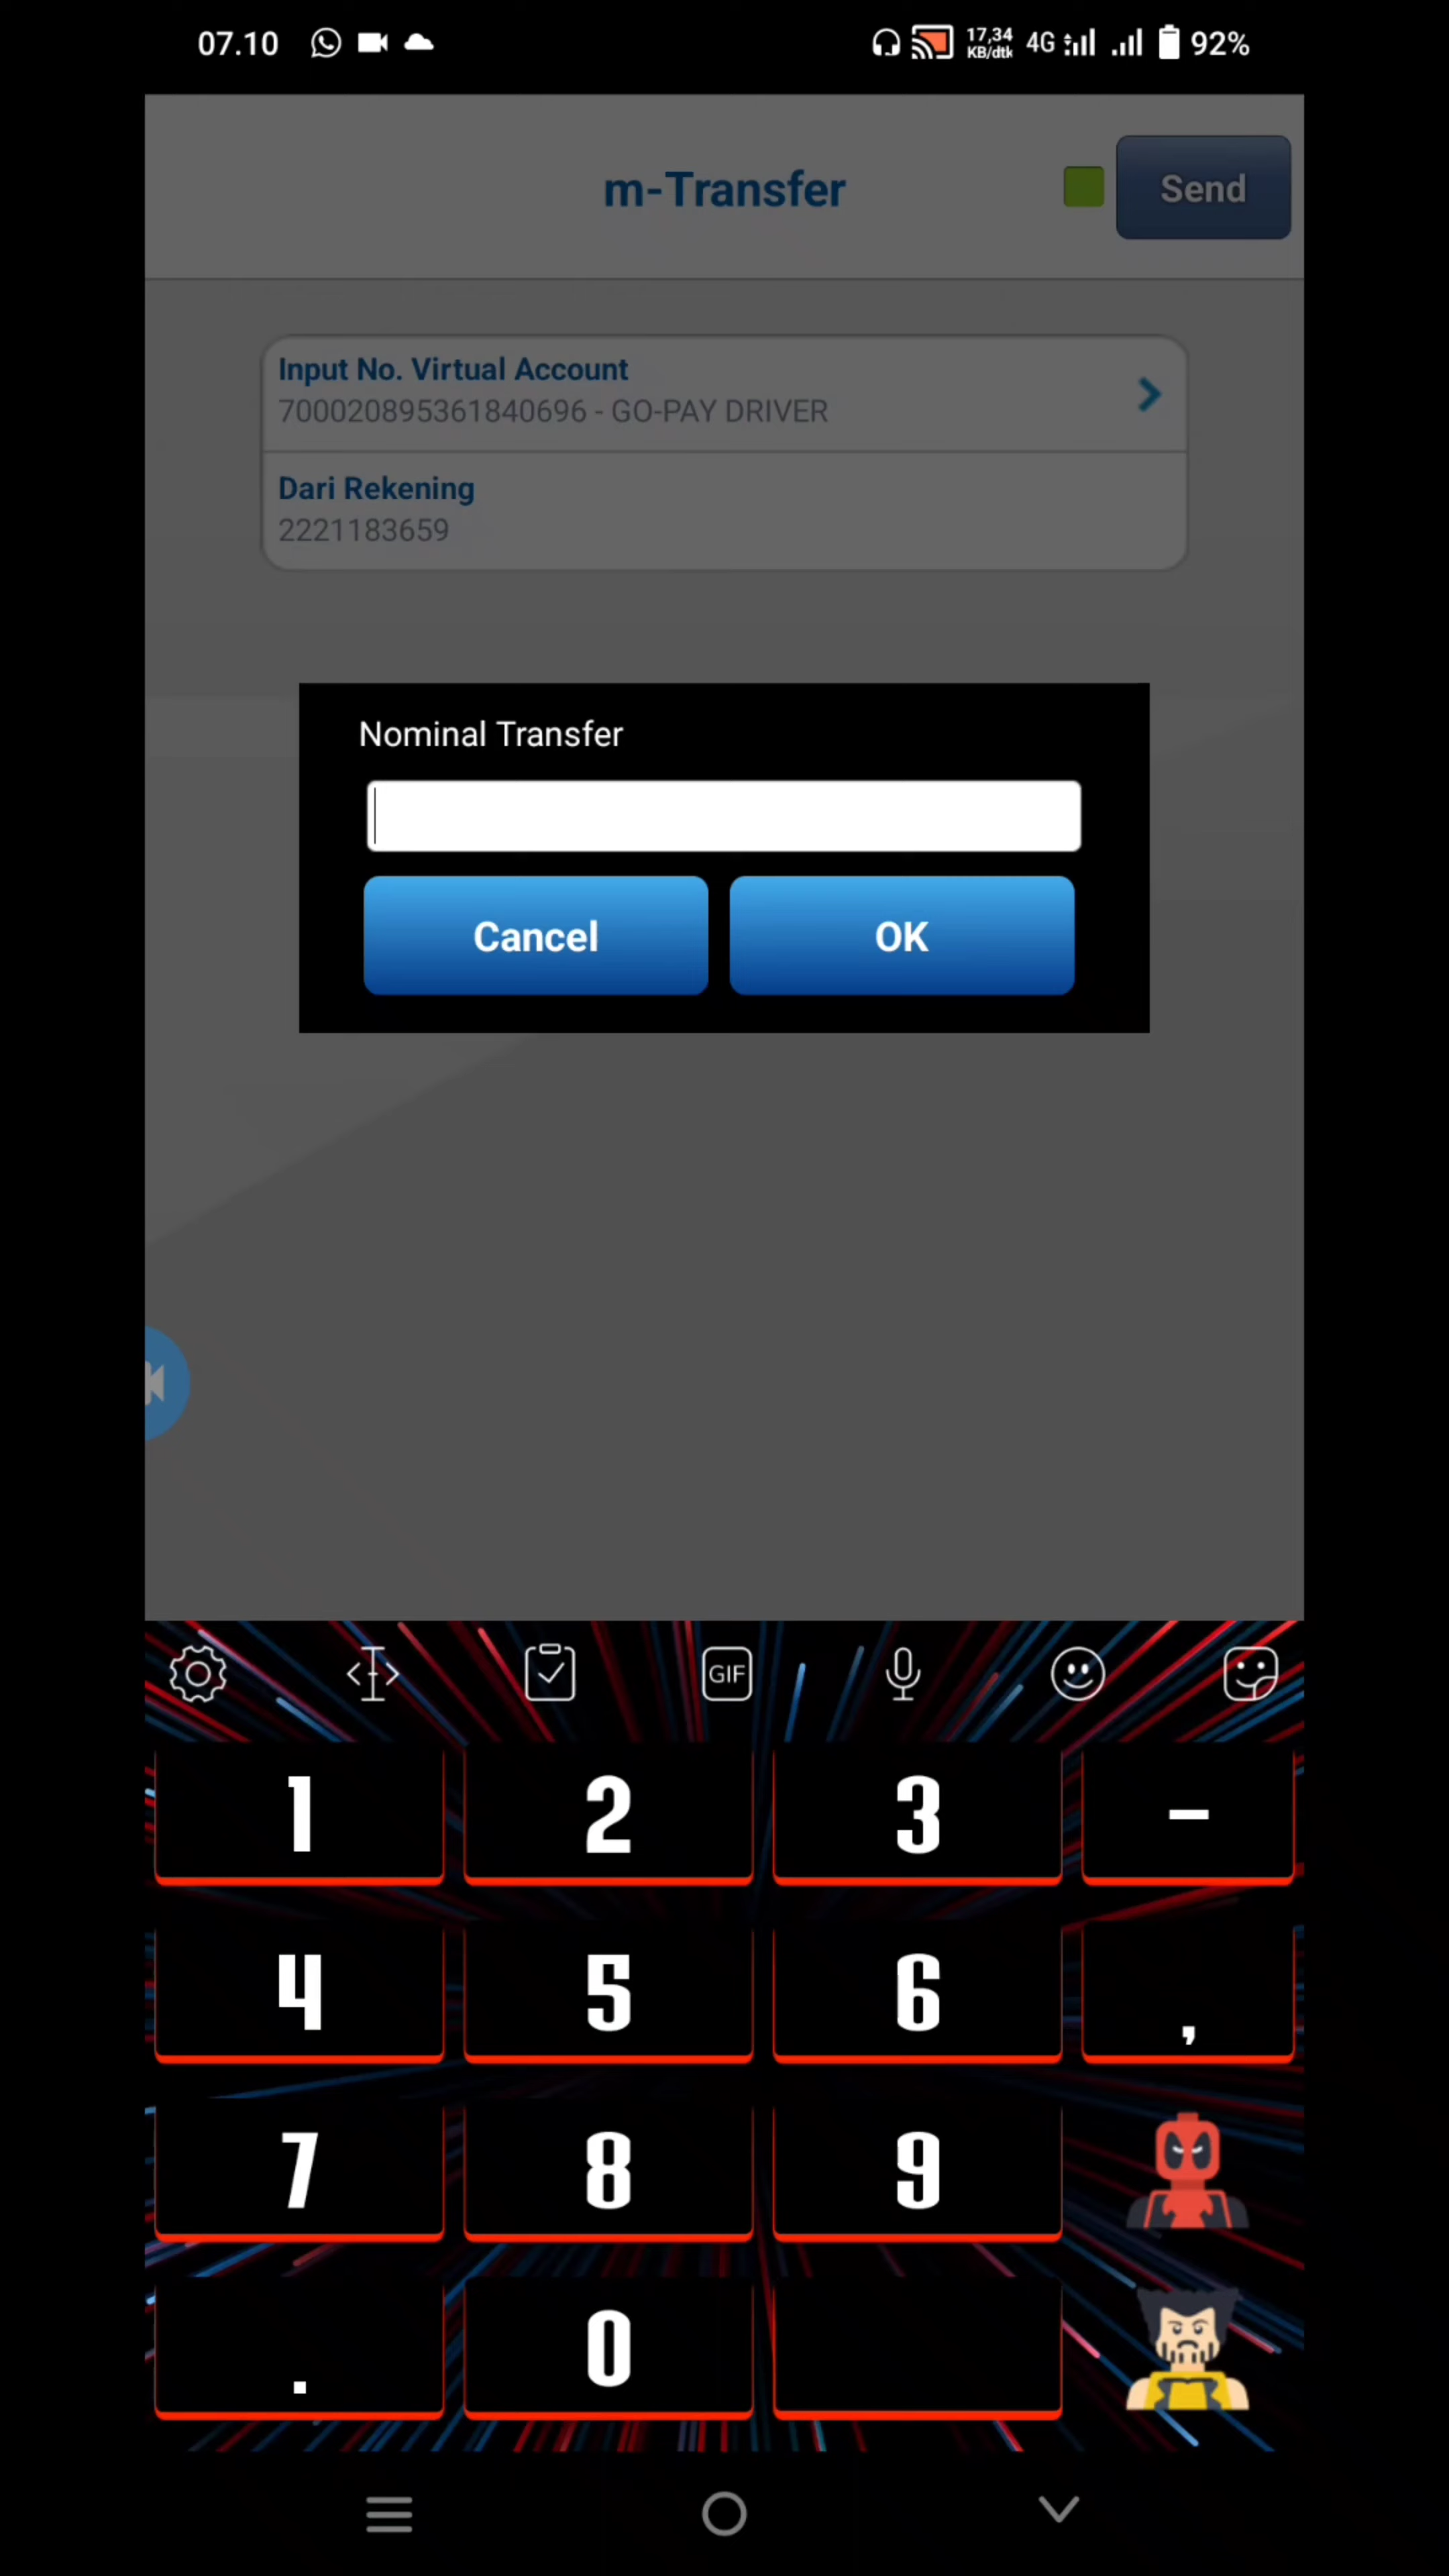 07.10
17,34
KB/dtk
4G
92%
m-Transfer
Send
Input No. Virtual Account
700020895361840696 - GO-PAY DRIVER
Dari Rekening
2221183659
Nominal Transfer
Cancel
OK
GIF
1 2 3 -
4 5 6 ,
7 8 9
. 0